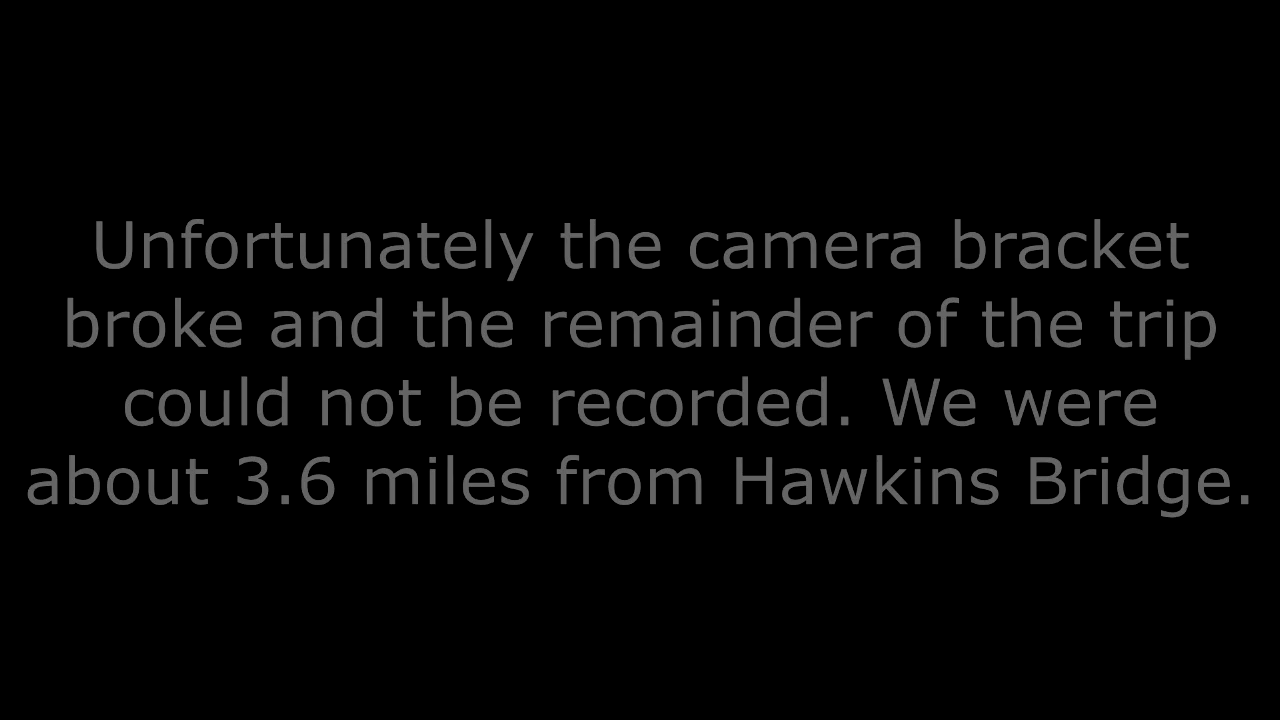 Unfortunately the camera bracket
broke and the remainder of the trip
could not be recorded. We were
about 3.6 miles from Hawkins Bridge.